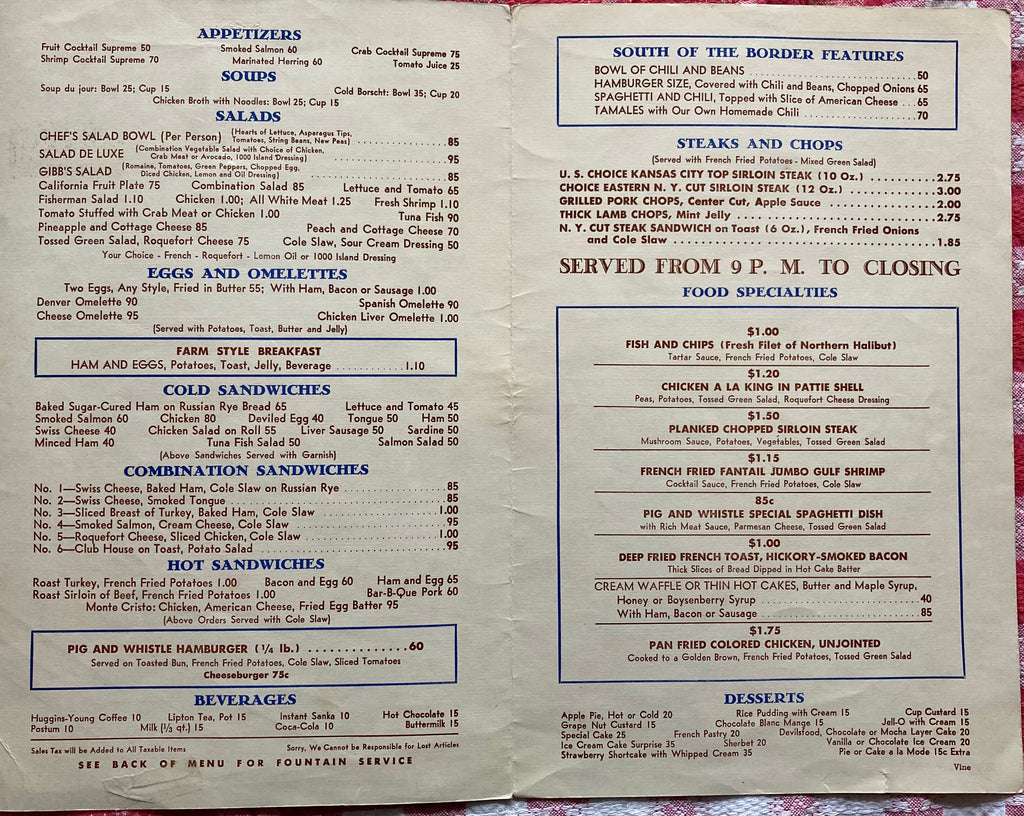 APPETIZERS
Fruit Cocktail Supreme 50 Smoked Salmon 60 Crab Cocktail Supreme 75
Shrimp Cocktail Supreme 70 Marinated Herring 60 Tomato Juice 25
SOUPS
Soup du jour: Bowl 25; Cup 15 Cold Borscht: Bowl 35; Cup 20
Chicken Broth with Noodles: Bowl 25; Cup 15
SALADS
CHEF'S SALAD BOWL (Per Person) (Hearts of Lettuce, Asparagus Tips, Tomatoes, String Beans, New Peas) 85
SALAD DE LUXE (Combination Vegetable Salad with Choice of Chicken, Crab Meat or Avocado, 1000 Island Dressing) 95
GIBB'S SALAD (Romaine, Tomatoes, Green Peppers, Chopped Egg, Diced Chicken, Lemon and Oil Dressing) 85
California Fruit Plate 75 Combination Salad 85 Lettuce and Tomato 65
Fisherman Salad 1.10 Chicken 1.00; All White Meat 1.25 Fresh Shrimp 1.10
Tomato Stuffed with Crab Meat or Chicken 1.00 Tuna Fish 90
Pineapple and Cottage Cheese 85 Peach and Cottage Cheese 70
Tossed Green Salad, Roquefort Cheese 75 Cole Slaw, Sour Cream Dressing 50
Your Choice - French - Roquefort - Lemon Oil or 1000 Island Dressing
EGGS AND OMELETTES
Two Eggs, Any Style, Fried in Butter 55; With Ham, Bacon or Sausage 1.00
Denver Omelette 90 Spanish Omelette 90
Cheese Omelette 95 Chicken Liver Omelette 1.00
(Served with Potatoes, Toast, Butter and Jelly)
FARM STYLE BREAKFAST
HAM AND EGGS, Potatoes, Toast, Jelly, Beverage 1.10
COLD SANDWICHES
Baked Sugar-Cured Ham on Russian Rye Bread 65 Lettuce and Tomato 45
Smoked Salmon 60 Chicken 80 Deviled Egg 40 Tongue 50 Ham 50
Swiss Cheese 40 Chicken Salad on Roll 55 Liver Sausage 50 Sardine 50
Minced Ham 40 Tuna Fish Salad 50 Salmon Salad 50
(Above Sandwiches Served with Garnish)
COMBINATION SANDWICHES
No. 1—Swiss Cheese, Baked Ham, Cole Slaw on Russian Rye 85
No. 2—Swiss Cheese, Smoked Tongue 85
No. 3—Sliced Breast of Turkey, Baked Ham, Cole Slaw 1.00
No. 4—Smoked Salmon, Cream Cheese, Cole Slaw 95
No. 5—Roquefort Cheese, Sliced Chicken, Cole Slaw 1.00
No. 6—Club House on Toast, Potato Salad 95
HOT SANDWICHES
Roast Turkey, French Fried Potatoes 1.00 Bacon and Egg 60 Ham and Egg 65
Roast Sirloin of Beef, French Fried Potatoes 1.00 Bar-B-Que Pork 60
Monte Cristo: Chicken, American Cheese, Fried Egg Batter 95
(Above Orders Served with Cole Slaw)
PIG AND WHISTLE HAMBURGER (¼ lb.) 60
Served on Toasted Bun, French Fried Potatoes, Cole Slaw, Sliced Tomatoes
Cheeseburger 75c
BEVERAGES
Huggins-Young Coffee 10 Lipton Tea, Pot 15 Instant Sanka 10 Hot Chocolate 15
Postum 10 Milk (⅓ qt.) 15 Coca-Cola 10 Buttermilk 15
Sales Tax will be Added to All Taxable Items Sorry, We Cannot be Responsible for Lost Articles
SEE BACK OF MENU FOR FOUNTAIN SERVICE
SOUTH OF THE BORDER FEATURES
BOWL OF CHILI AND BEANS 50
HAMBURGER SIZE, Covered with Chili and Beans, Chopped Onions 65
SPAGHETTI AND CHILI, Topped with Slice of American Cheese 65
TAMALES with Our Own Homemade Chili 70
STEAKS AND CHOPS
(Served with French Fried Potatoes - Mixed Green Salad)
U. S. CHOICE KANSAS CITY TOP SIRLOIN STEAK (10 Oz.) 2.75
CHOICE EASTERN N. Y. CUT SIRLOIN STEAK (12 Oz.) 3.00
GRILLED PORK CHOPS, Center Cut, Apple Sauce 2.00
THICK LAMB CHOPS, Mint Jelly 2.75
N. Y. CUT STEAK SANDWICH on Toast (6 Oz.), French Fried Onions
and Cole Slaw 1.85
SERVED FROM 9 P. M. TO CLOSING
FOOD SPECIALTIES
$1.00
FISH AND CHIPS (Fresh Filet of Northern Halibut)
Tartar Sauce, French Fried Potatoes, Cole Slaw
$1.20
CHICKEN A LA KING IN PATTIE SHELL
Peas, Potatoes, Tossed Green Salad, Roquefort Cheese Dressing
$1.50
PLANKED CHOPPED SIRLOIN STEAK
Mushroom Sauce, Potatoes, Vegetables, Tossed Green Salad
$1.15
FRENCH FRIED FANTAIL JUMBO GULF SHRIMP
Cocktail Sauce, French Fried Potatoes, Cole Slaw
85c
PIG AND WHISTLE SPECIAL SPAGHETTI DISH
with Rich Meat Sauce, Parmesan Cheese, Tossed Green Salad
$1.00
DEEP FRIED FRENCH TOAST, HICKORY-SMOKED BACON
Thick Slices of Bread Dipped in Hot Cake Batter
CREAM WAFFLE OR THIN HOT CAKES, Butter and Maple Syrup,
Honey or Boysenberry Syrup 40
With Ham, Bacon or Sausage 85
$1.75
PAN FRIED COLORED CHICKEN, UNJOINTED
Cooked to a Golden Brown, French Fried Potatoes, Tossed Green Salad
DESSERTS
Apple Pie, Hot or Cold 20 Rice Pudding with Cream 15 Cup Custard 15
Grape Nut Custard 15 Chocolate Blanc Mange 15 Jell-O with Cream 15
Special Cake 25 French Pastry 20 Devilsfood, Chocolate or Mocha Layer Cake 20
Ice Cream Cake Surprise 35 Sherbet 20 Vanilla or Chocolate Ice Cream 20
Strawberry Shortcake with Whipped Cream 35 Pie or Cake a la Mode 15c Extra
Vine